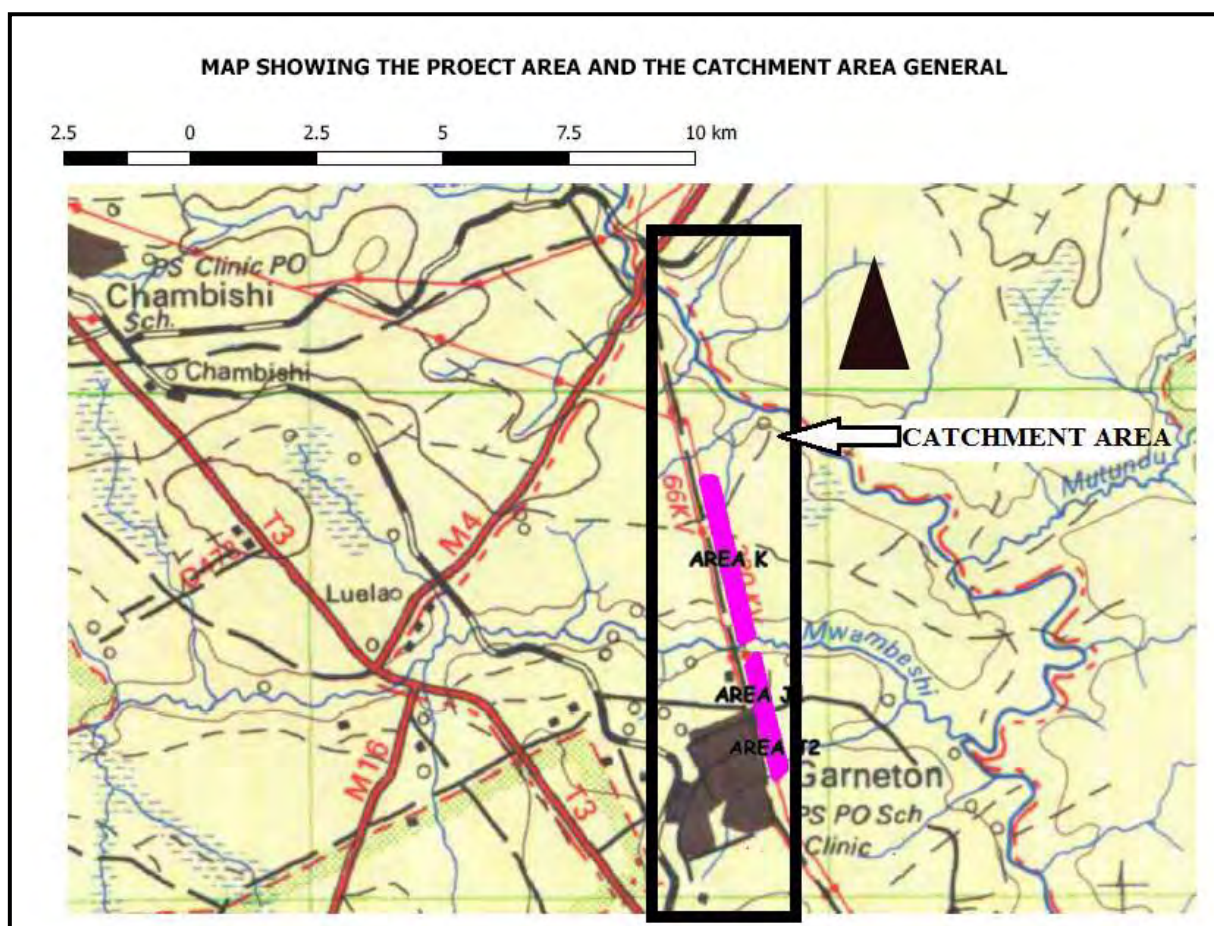 MAP SHOWING THE PROECT AREA AND THE CATCHMENT AREA GENERAL
2.5 0 2.5 5 7.5 10 km
PS Clinic PO
Chambishi
Sch.
Chambishi
CATCHMENT AREA
Mutundu
66KV
T3
M4
AREA K
Luela
Mwambeshi
AREA J
AREA J2
M16
T3
Garneton
PS PO Sch
Clinic